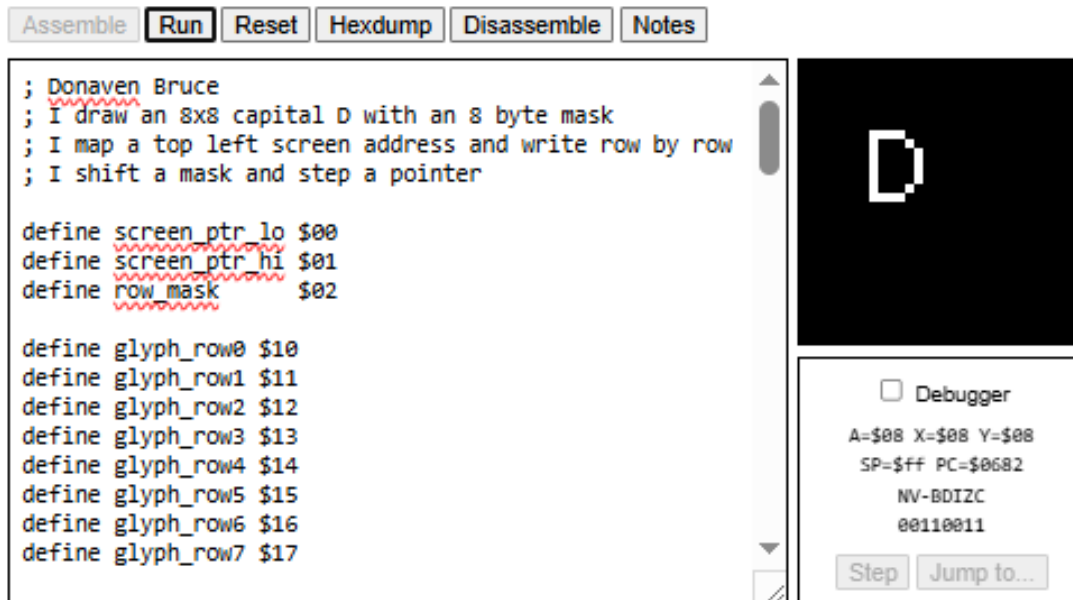 Assemble Run Reset Hexdump Disassemble Notes
; Donaven Bruce
; I draw an 8x8 capital D with an 8 byte mask
; I map a top left screen address and write row by row
; I shift a mask and step a pointer
define screen_ptr_lo $00
define screen_ptr_hi $01
define row_mask      $02
define glyph_row0 $10
define glyph_row1 $11
define glyph_row2 $12
define glyph_row3 $13
define glyph_row4 $14
define glyph_row5 $15
define glyph_row6 $16
define glyph_row7 $17
D
Debugger
A=$08 X=$08 Y=$08
SP=$ff PC=$0682
NV-BDIZC
00110011
Step Jump to...